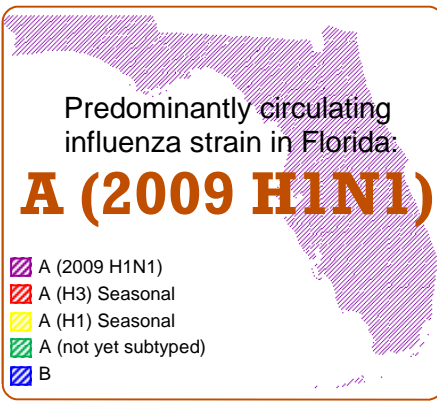 Predominantly circulating
influenza strain in Florida:
A (2009 H1N1)
A (2009 H1N1)
A (H3) Seasonal
A (H1) Seasonal
A (not yet subtyped)
B